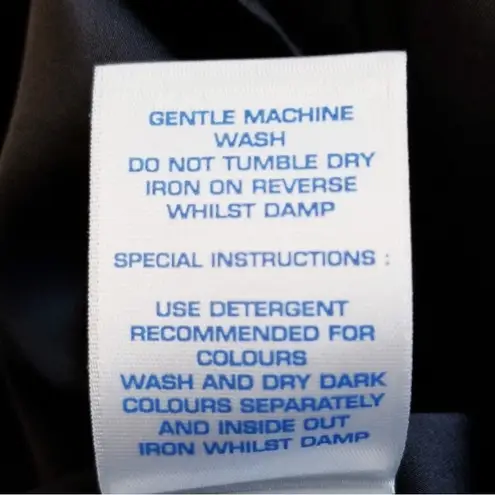 GENTLE MACHINE
WASH
DO NOT TUMBLE DRY
IRON ON REVERSE
WHILST DAMP
SPECIAL INSTRUCTIONS :
USE DETERGENT
RECOMMENDED FOR
COLOURS
WASH AND DRY DARK
COLOURS SEPARATELY
AND INSIDE OUT
IRON WHILST DAMP